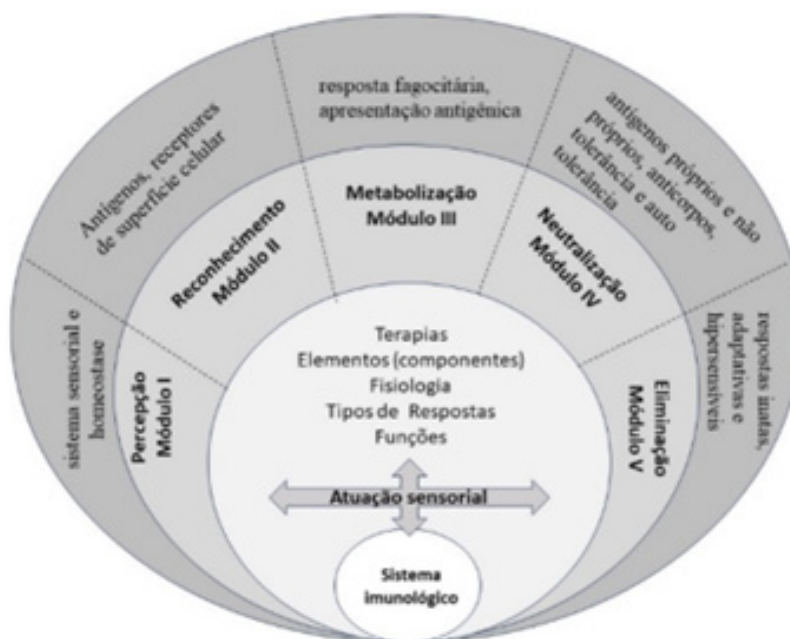 sistema sensorial e
homeostase
Antígenos, receptores
de superfície celular
resposta fagocitária,
apresentação antigênica
antígenos próprios e não
próprios, anticorpos,
tolerância e auto
tolerância
respostas inatas,
adaptativas e
hipersensíveis
Percepção
Módulo I
Reconhecimento
Módulo II
Metabolização
Módulo III
Neutralização
Módulo IV
Eliminação
Módulo V
Terapias
Elementos (componentes)
Fisiologia
Tipos de Respostas
Funções
Atuação sensorial
Sistema
imunológico